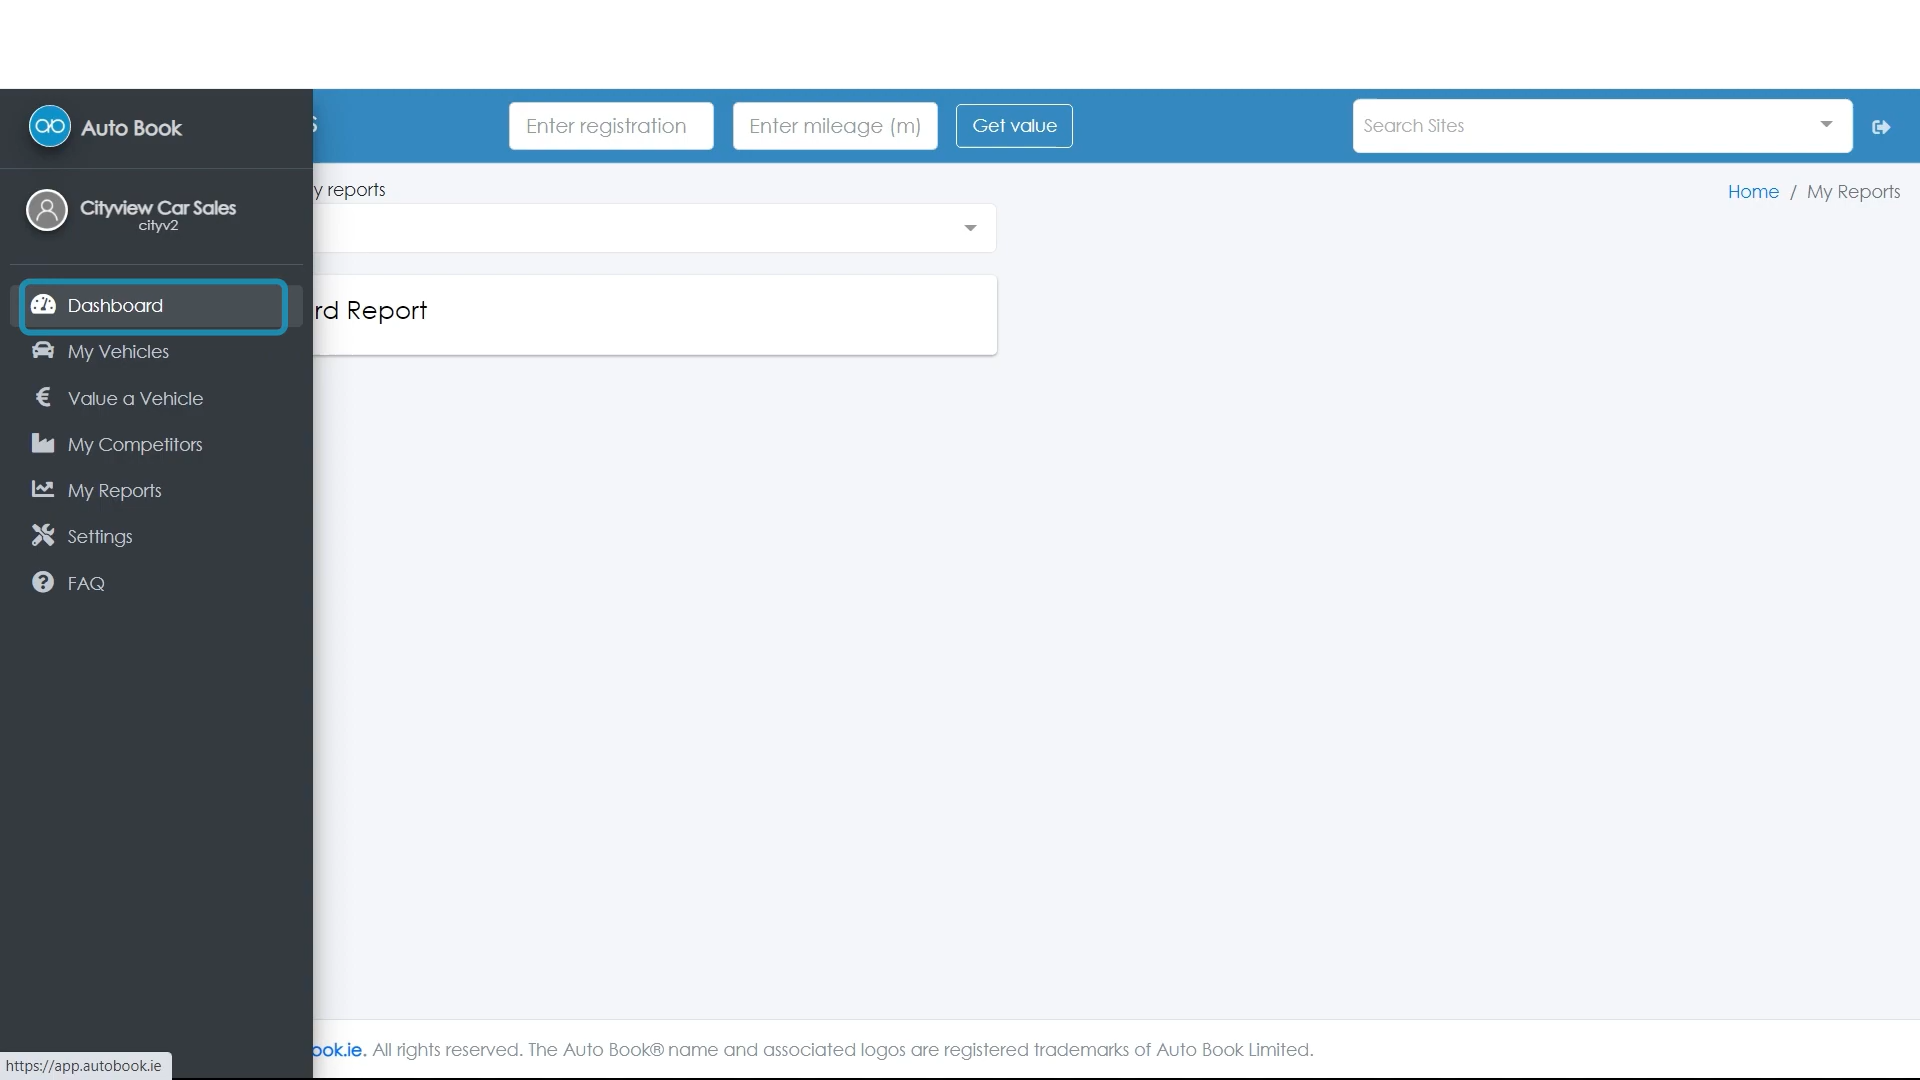 Auto Book
s
Enter registration
Enter mileage (m)
Get value
Search Sites
Cityview Car Sales
cityv2
y reports
Home / My Reports
Dashboard
rd Report
My Vehicles
Value a Vehicle
My Competitors
My Reports
Settings
FAQ
ook.ie. All rights reserved. The Auto Book® name and associated logos are registered trademarks of Auto Book Limited.
https://app.autobook.ie